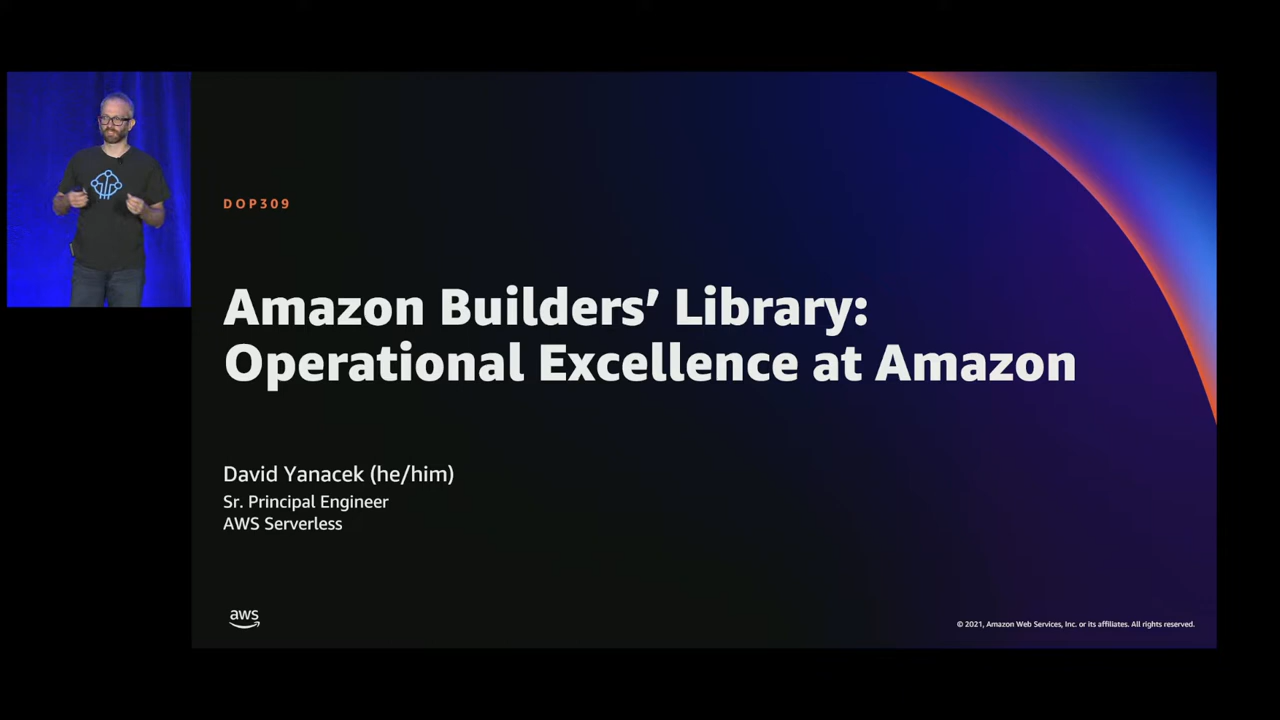 DOP309
Amazon Builders’ Library:
Operational Excellence at Amazon
David Yanacek (he/him)
Sr. Principal Engineer
AWS Serverless
aws
© 2021, Amazon Web Services, Inc. or its affiliates. All rights reserved.